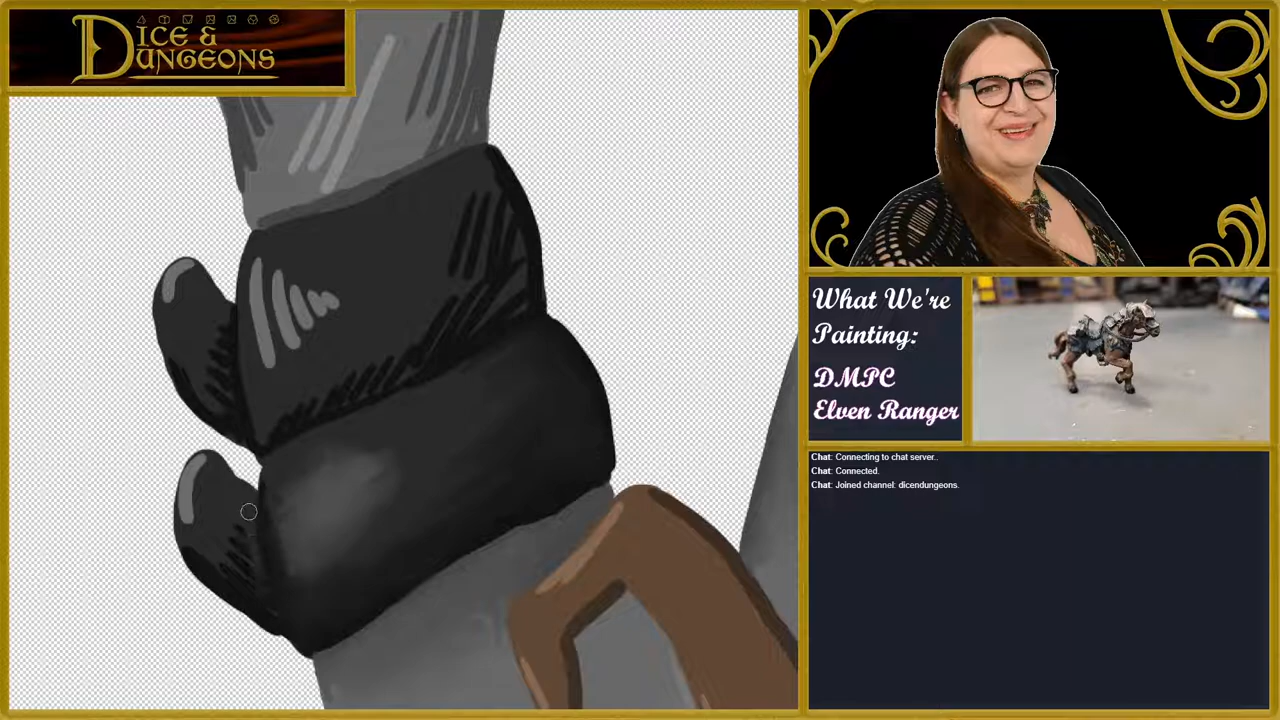 DICE &
DUNGEONS
What We're
Painting:
DMPC
Elven Ranger
Chat: Connecting to chat server..
Chat: Connected.
Chat: Joined channel: dicendungeons.